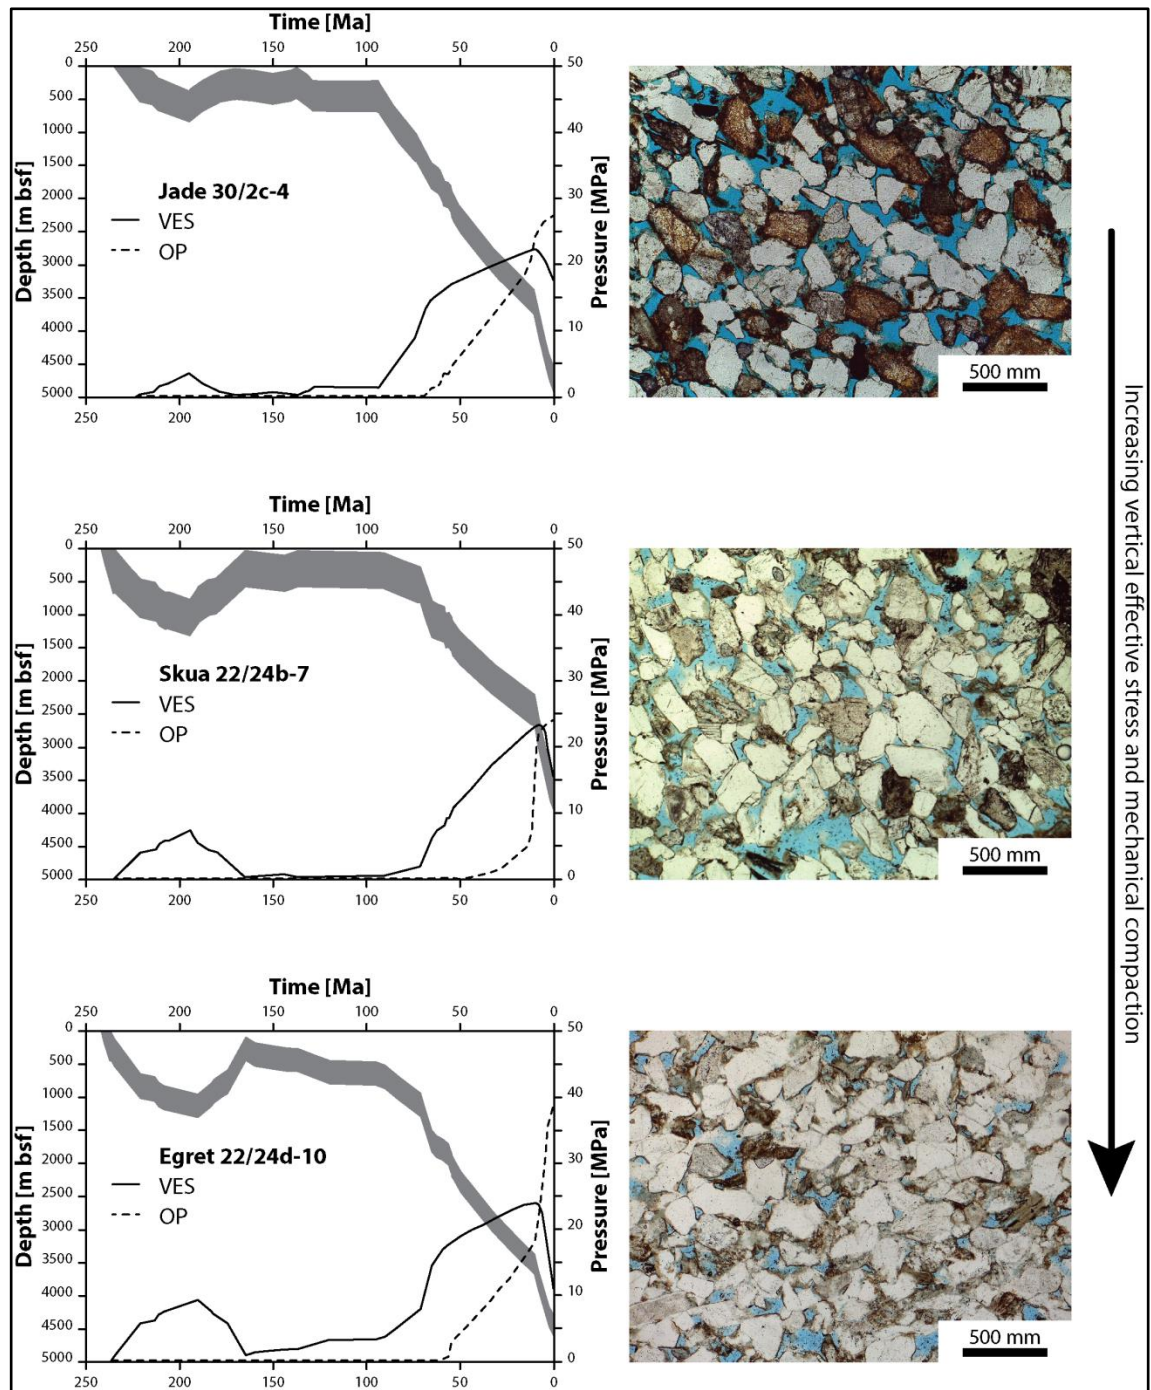 Time [Ma]
250 200 150 100 50 0
0 50
500
1000 40
1500
2000 30
2500
3000 20
3500
4000 10
4500
5000 0
250 200 150 100 50 0
Depth [m bsf]
Pressure [MPa]
Jade 30/2c-4
VES
OP
500 mm
Time [Ma]
250 200 150 100 50 0
0 50
500
1000 40
1500
2000 30
2500
3000 20
3500
4000 10
4500
5000 0
250 200 150 100 50 0
Depth [m bsf]
Pressure [MPa]
Skua 22/24b-7
VES
OP
500 mm
Time [Ma]
250 200 150 100 50 0
0 50
500
1000 40
1500
2000 30
2500
3000 20
3500
4000 10
4500
5000 0
250 200 150 100 50 0
Depth [m bsf]
Pressure [MPa]
Egret 22/24d-10
VES
OP
500 mm
Increasing vertical effective stress and mechanical compaction